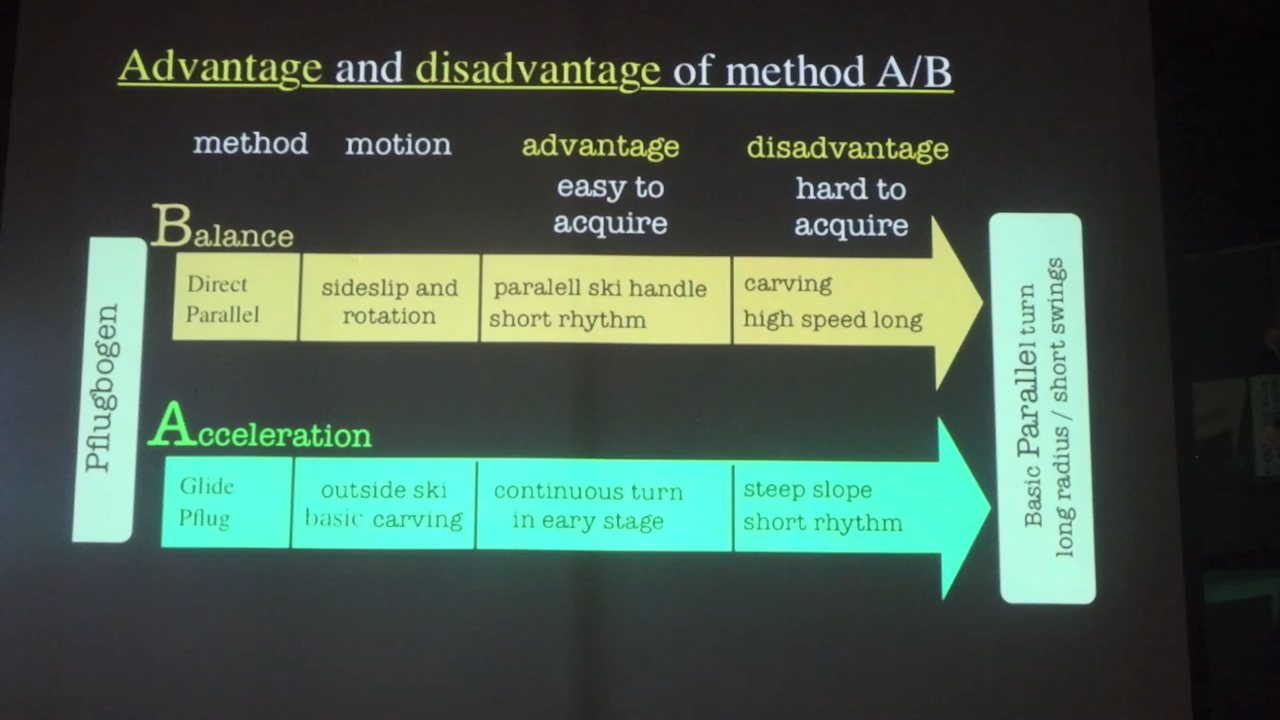 Advantage and disadvantage of method A/B
method motion advantage disadvantage
easy to
acquire
hard to
acquire
Balance
Direct
Parallel
sideslip and
rotation
paralell ski handle
short rhythm
carving
high speed long
Pflugbogen
Acceleration
Glide
Pflug
outside ski
basic carving
continuous turn
in eary stage
steep slope
short rhythm
Basic Parallel turn
long radius / short swings